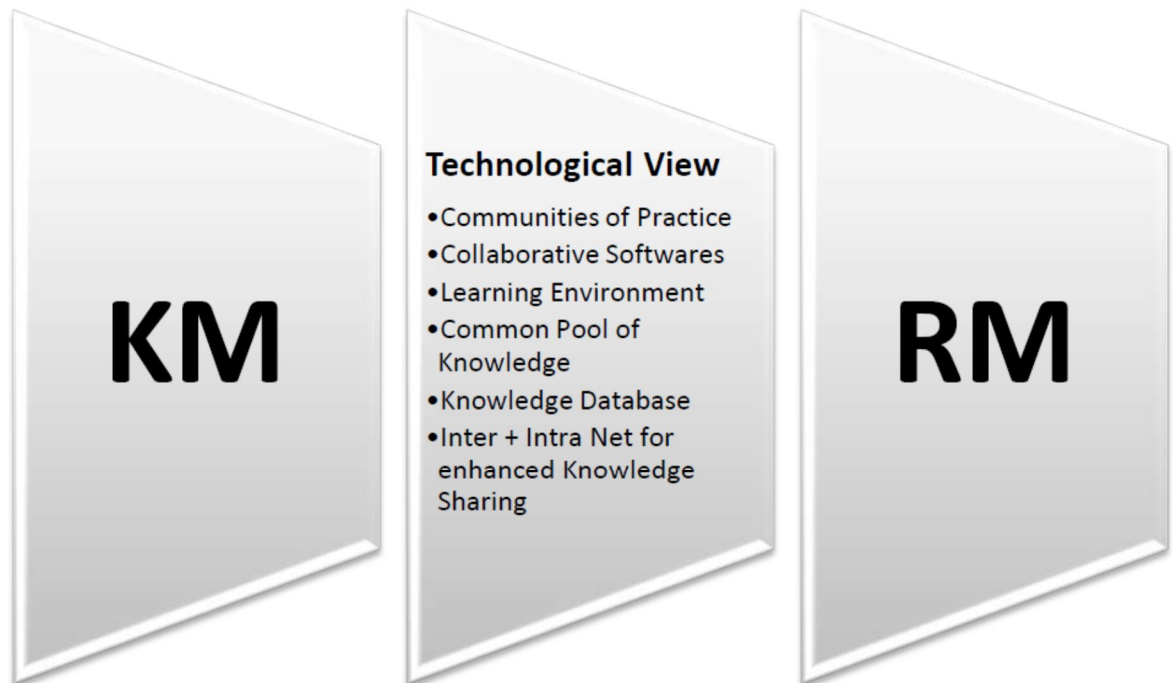 KM
Technological View
•Communities of Practice
•Collaborative Softwares
•Learning Environment
•Common Pool of
Knowledge
•Knowledge Database
•Inter + Intra Net for
enhanced Knowledge
Sharing
RM